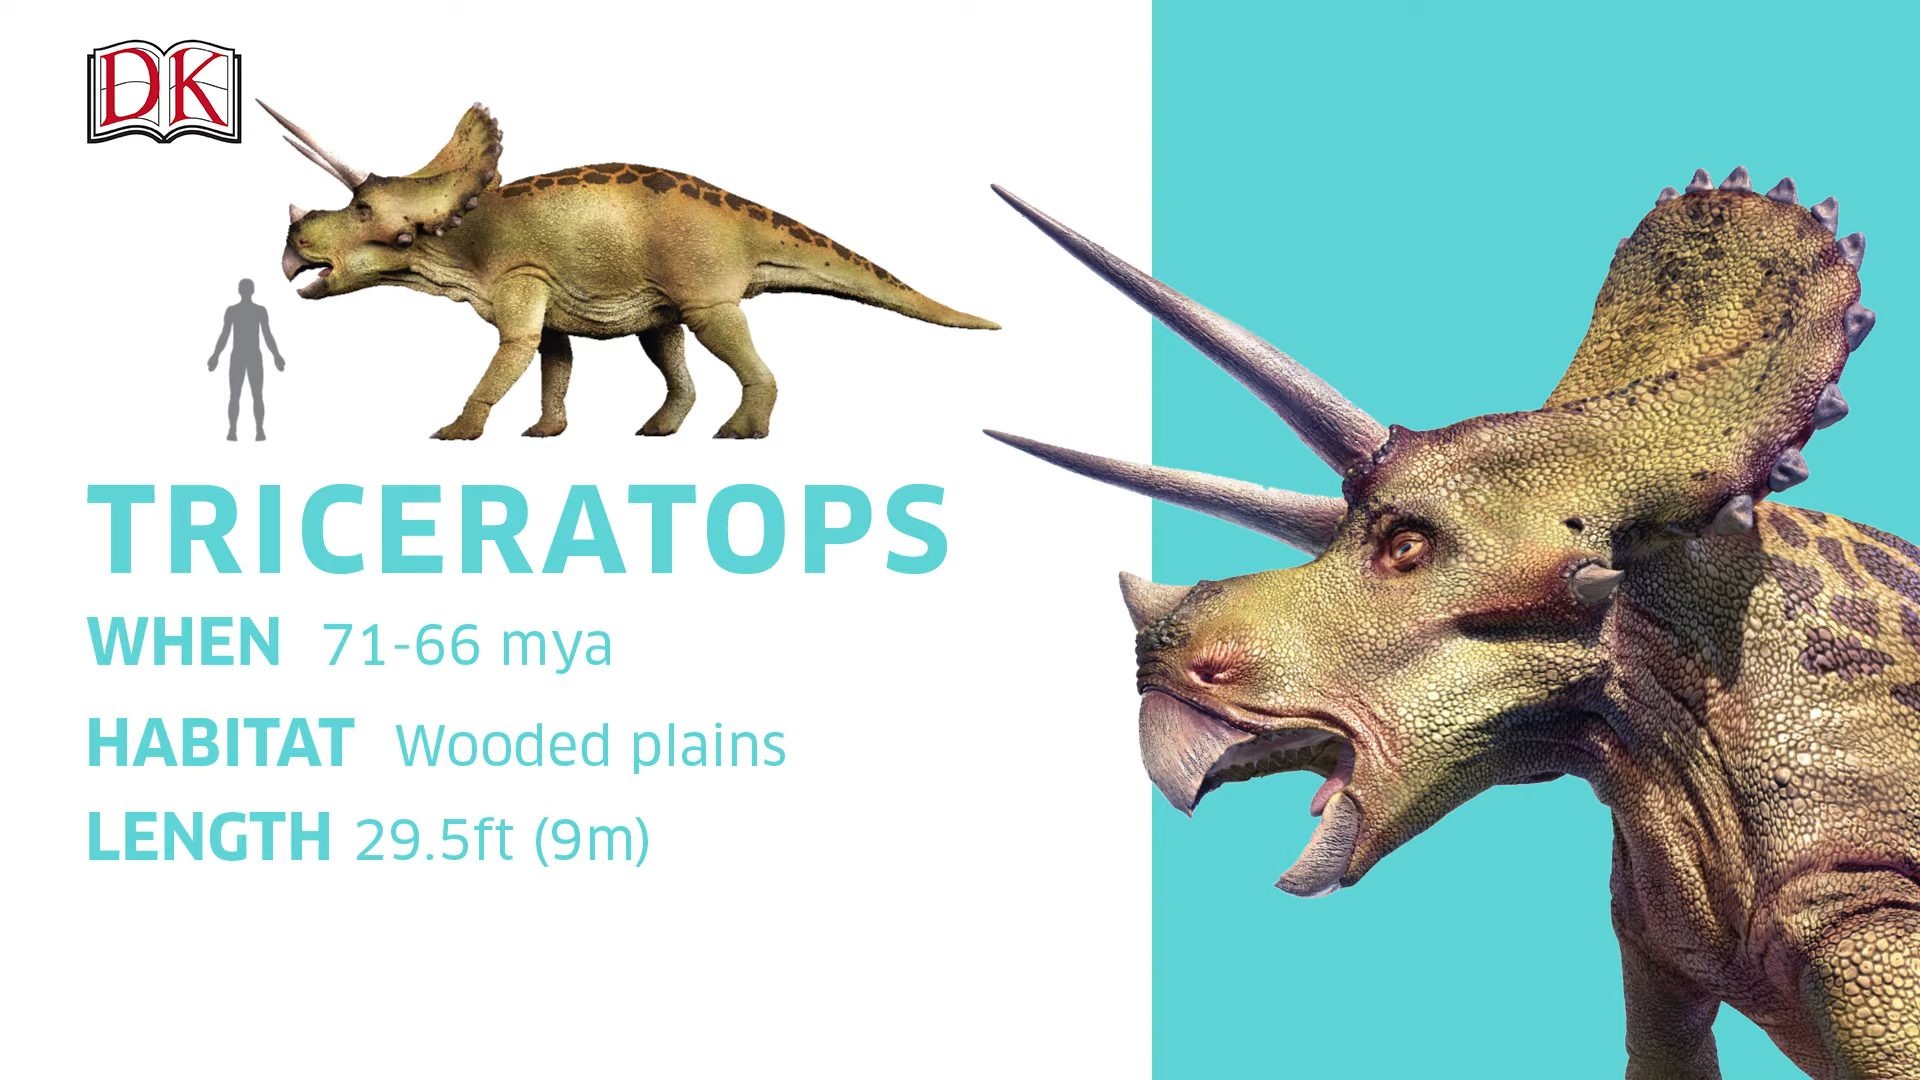 DK
TRICERATOPS
WHEN 71-66 mya
HABITAT Wooded plains
LENGTH 29.5ft (9m)